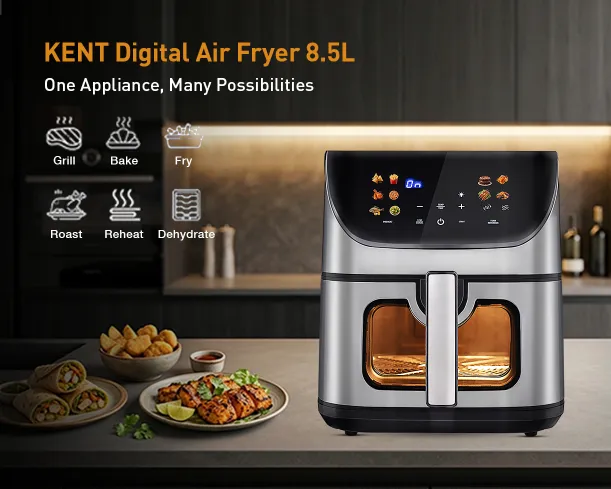 KENT Digital Air Fryer 8.5L
One Appliance, Many Possibilities
Grill Bake Fry
Roast Reheat Dehydrate
On